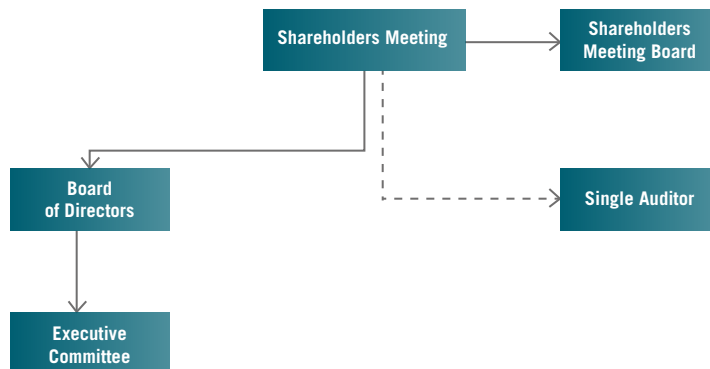 Shareholders Meeting
Shareholders
Meeting Board
Board
of Directors
Single Auditor
Executive
Committee